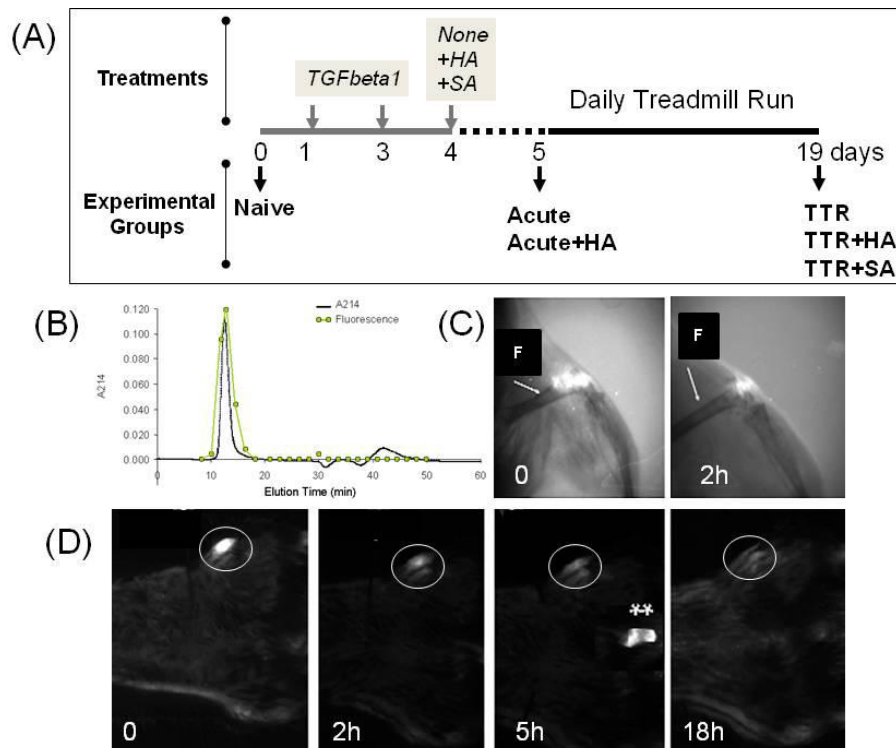 (A)
Treatments
TGFbeta1
None
+HA
+SA
Daily Treadmill Run
0 1 3 4 5 19 days
Experimental
Groups
Naive
Acute
Acute+HA
TTR
TTR+HA
TTR+SA
(B)
A214
Fluorescence
0.120
0.100
0.080
0.060
0.040
0.020
0.000
A214
0 10 20 30 40 50 60
Elution Time (min)
(C)
F
0
F
2h
(D)
0
2h
**
5h
18h